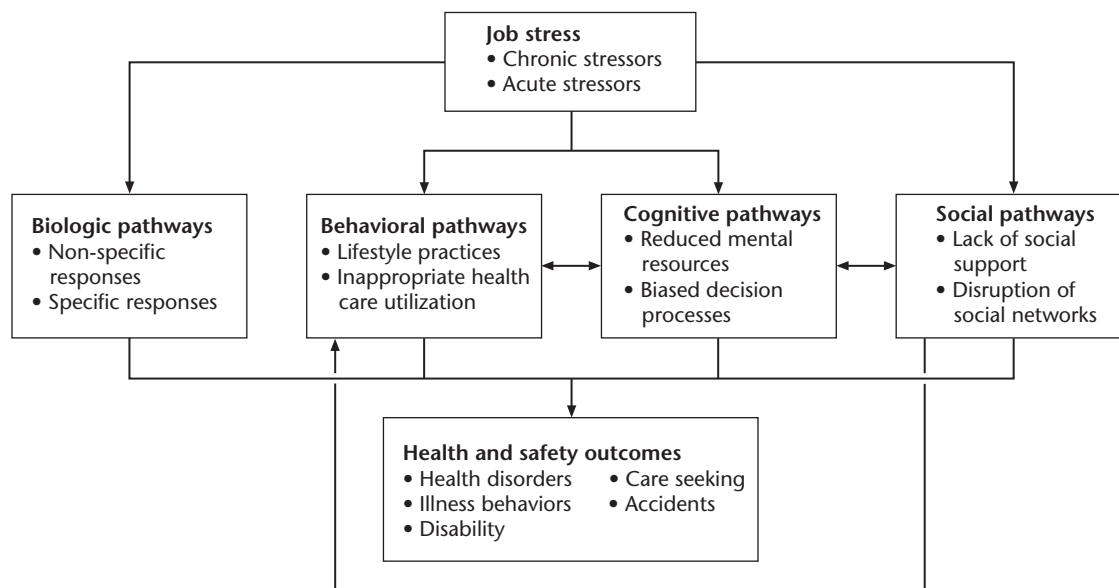 Job stress
• Chronic stressors
• Acute stressors
Biologic pathways
• Non-specific
responses
• Specific responses
Behavioral pathways
• Lifestyle practices
• Inappropriate health
care utilization
Cognitive pathways
• Reduced mental
resources
• Biased decision
processes
Social pathways
• Lack of social
support
• Disruption of
social networks
Health and safety outcomes
• Health disorders
• Illness behaviors
• Disability
• Care seeking
• Accidents